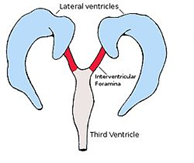 Lateral ventricles
Interventricular
Foramina
Third Ventricle